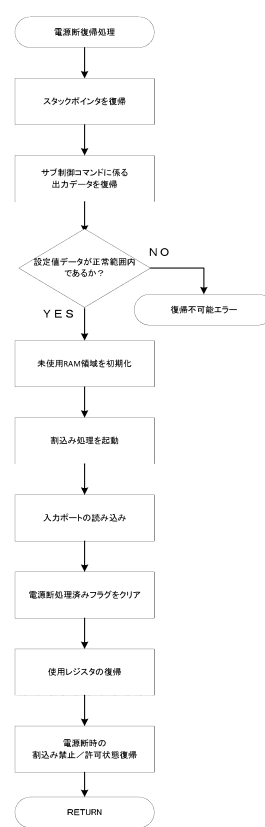 電源断復帰処理
スタックポインタを復帰
サブ制御コマンドに係る
出力データを復帰
設定値データが正常範囲内
であるか？
ＮＯ
復帰不可能エラー
ＹＥＳ
未使用RAM領域を初期化
割込み処理を起動
入力ポートの読み込み
電源断処理済みフラグをクリア
使用レジスタの復帰
電源断時の
割込み禁止／許可状態復帰
RETURN